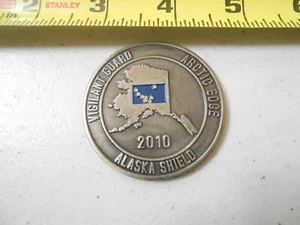 2 STANLEY 3 4 5
VIGILANT GUARD
ARCTIC EDGE
2010
ALASKA SHIELD